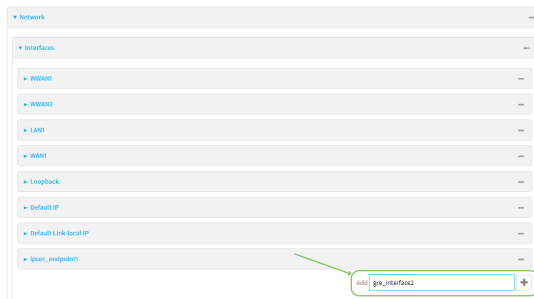 Network
Interfaces
WWAN1
WWAN2
LAN1
WAN1
Loopback
Default IP
Default Link-local IP
ipsec_endpoint1
Add gre_interface2